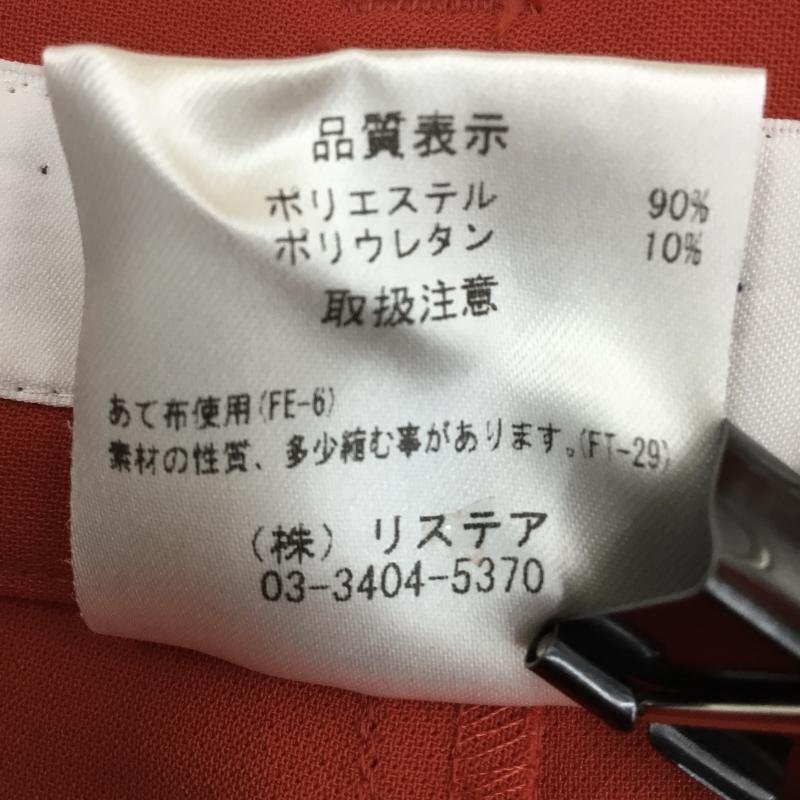 品質表示
ポリエステル 90%
ポリウレタン 10%
取扱注意
あて布使用(FE-6)
素材の性質、多少縮む事があります。(FT-29)
(株) リステア
03-3404-5370